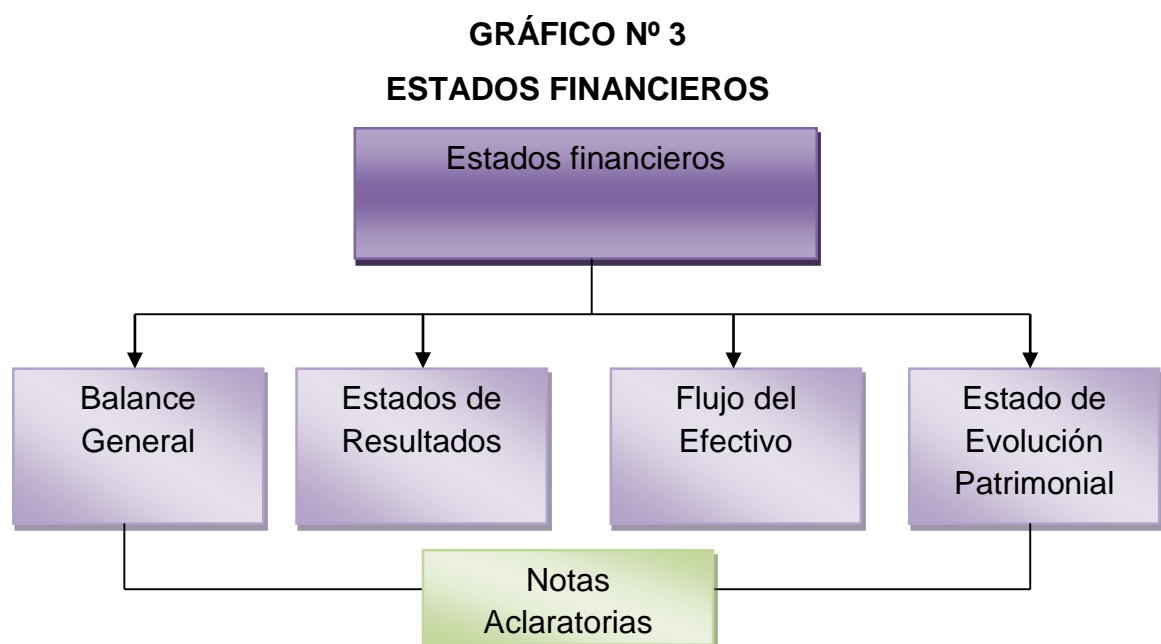 GRÁFICO Nº 3
ESTADOS FINANCIEROS
Estados financieros
Balance
General
Estados de
Resultados
Flujo del
Efectivo
Estado de
Evolución
Patrimonial
Notas
Aclaratorias